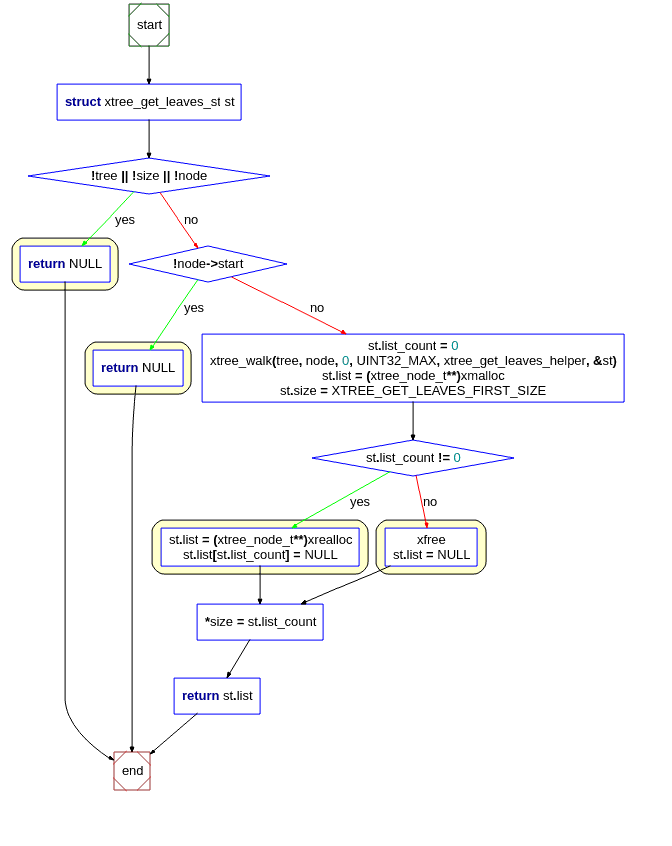 start
struct xtree_get_leaves_st st
!tree || !size || !node
yes
no
return NULL
!node->start
yes
no
return NULL
st.list_count = 0
xtree_walk(tree, node, 0, UINT32_MAX, xtree_get_leaves_helper, &st)
st.list = (xtree_node_t**)xmalloc
st.size = XTREE_GET_LEAVES_FIRST_SIZE
st.list_count != 0
yes
no
st.list = (xtree_node_t**)xrealloc
st.list[st.list_count] = NULL
xfree
st.list = NULL
*size = st.list_count
return st.list
end